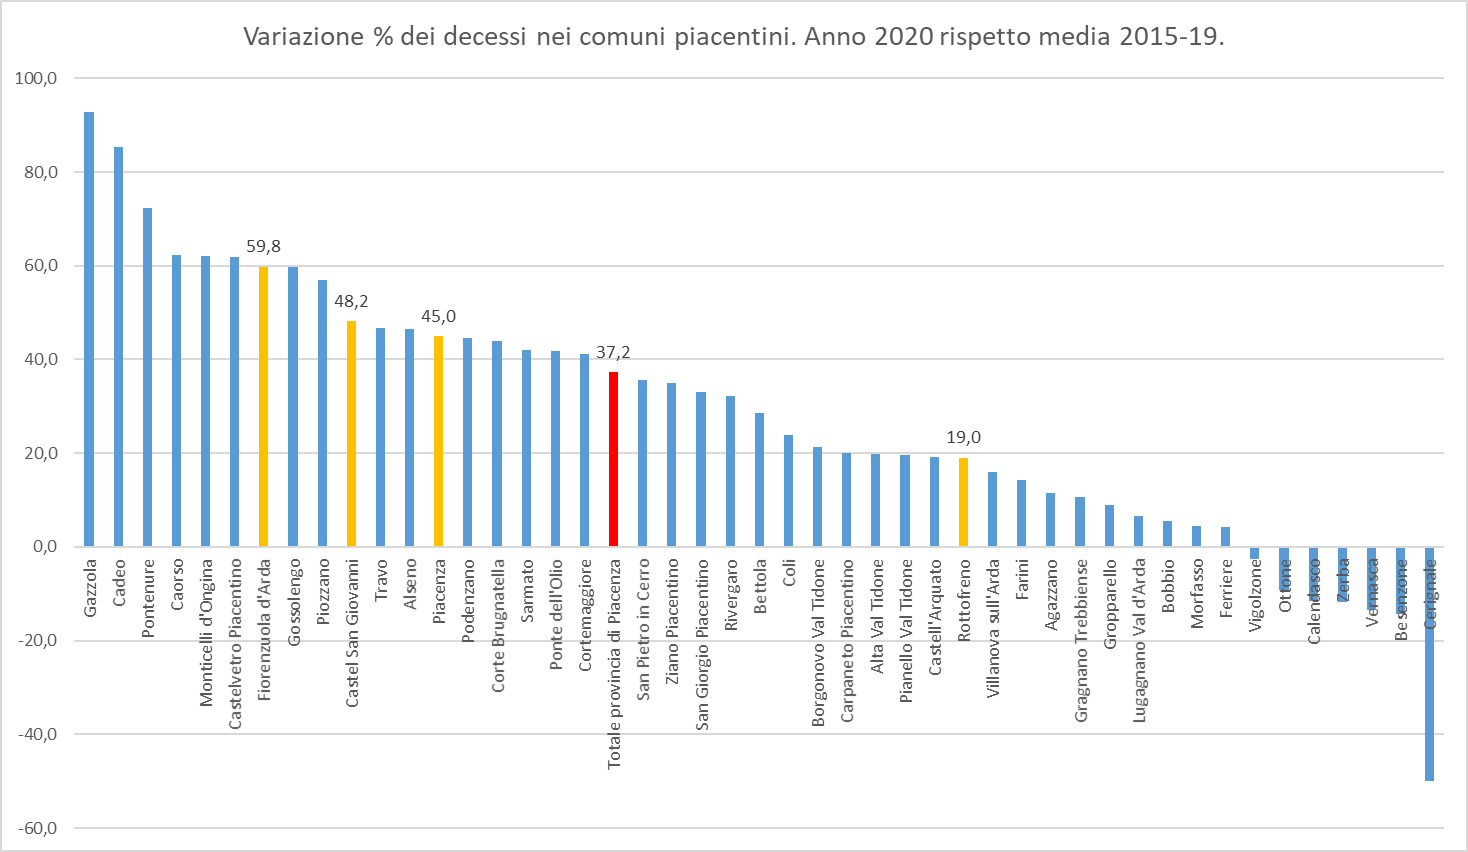 Variazione % dei decessi nei comuni piacentini. Anno 2020 rispetto media 2015-19.
100,0
80,0
60,0
40,0
20,0
0,0
-20,0
-40,0
-60,0
59,8
48,2
45,0
37,2
19,0
Gazzola
Cadeo
Pontenure
Caorso
Monticelli d'Ongina
Castelvetro Piacentino
Fiorenzuola d'Arda
Gossolengo
Piozzano
Castel San Giovanni
Travo
Alseno
Piacenza
Podenzano
Corte Brugnatella
Sarmato
Ponte dell'Olio
Cortemaggiore
Totale provincia di Piacenza
San Pietro in Cerro
Ziano Piacentino
San Giorgio Piacentino
Rivergaro
Bettola
Coli
Borgonovo Val Tidone
Carpaneto Piacentino
Alta Val Tidone
Pianello Val Tidone
Castell'Arquato
Rottofreno
Villanova sull'Arda
Farini
Agazzano
Gragnano Trebbiense
Gropparello
Lugagnano Val d'Arda
Bobbio
Morfasso
Ferriere
Vigolzone
Ottone
Calendasco
Zerba
Vernasca
Besenzone
Cerignale